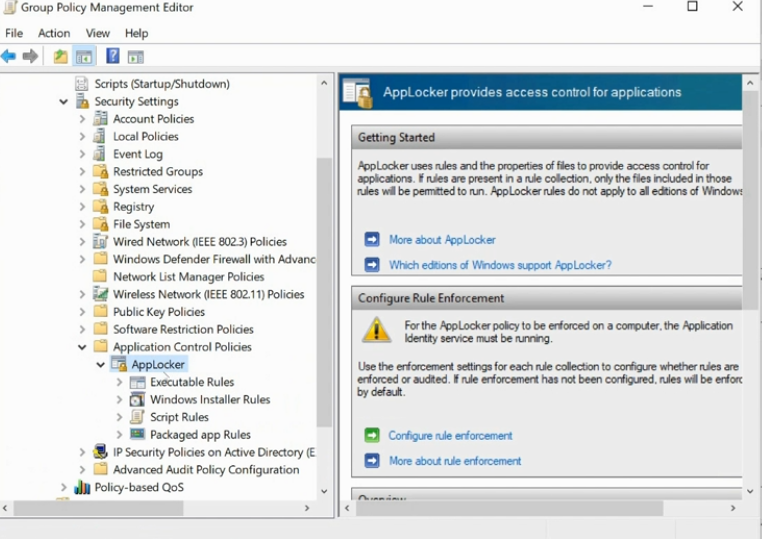 Group Policy Management Editor
File Action View Help
Scripts (Startup/Shutdown)
Security Settings
Account Policies
Local Policies
Event Log
Restricted Groups
System Services
Registry
File System
Wired Network (IEEE 802.3) Policies
Windows Defender Firewall with Advanc
Network List Manager Policies
Wireless Network (IEEE 802.11) Policies
Public Key Policies
Software Restriction Policies
Application Control Policies
AppLocker
Executable Rules
Windows Installer Rules
Script Rules
Packaged app Rules
IP Security Policies on Active Directory (E
Advanced Audit Policy Configuration
Policy-based QoS
AppLocker provides access control for applications
Getting Started
AppLocker uses rules and the properties of files to provide access control for
applications. If rules are present in a rule collection, only the files included in those
rules will be permitted to run. AppLocker rules do not apply to all editions of Windows
More about AppLocker
Which editions of Windows support AppLocker?
Configure Rule Enforcement
For the AppLocker policy to be enforced on a computer, the Application
Identity service must be running.
Use the enforcement settings for each rule collection to configure whether rules are
enforced or audited. If rule enforcement has not been configured, rules will be enforc
by default.
Configure rule enforcement
More about rule enforcement
Overview